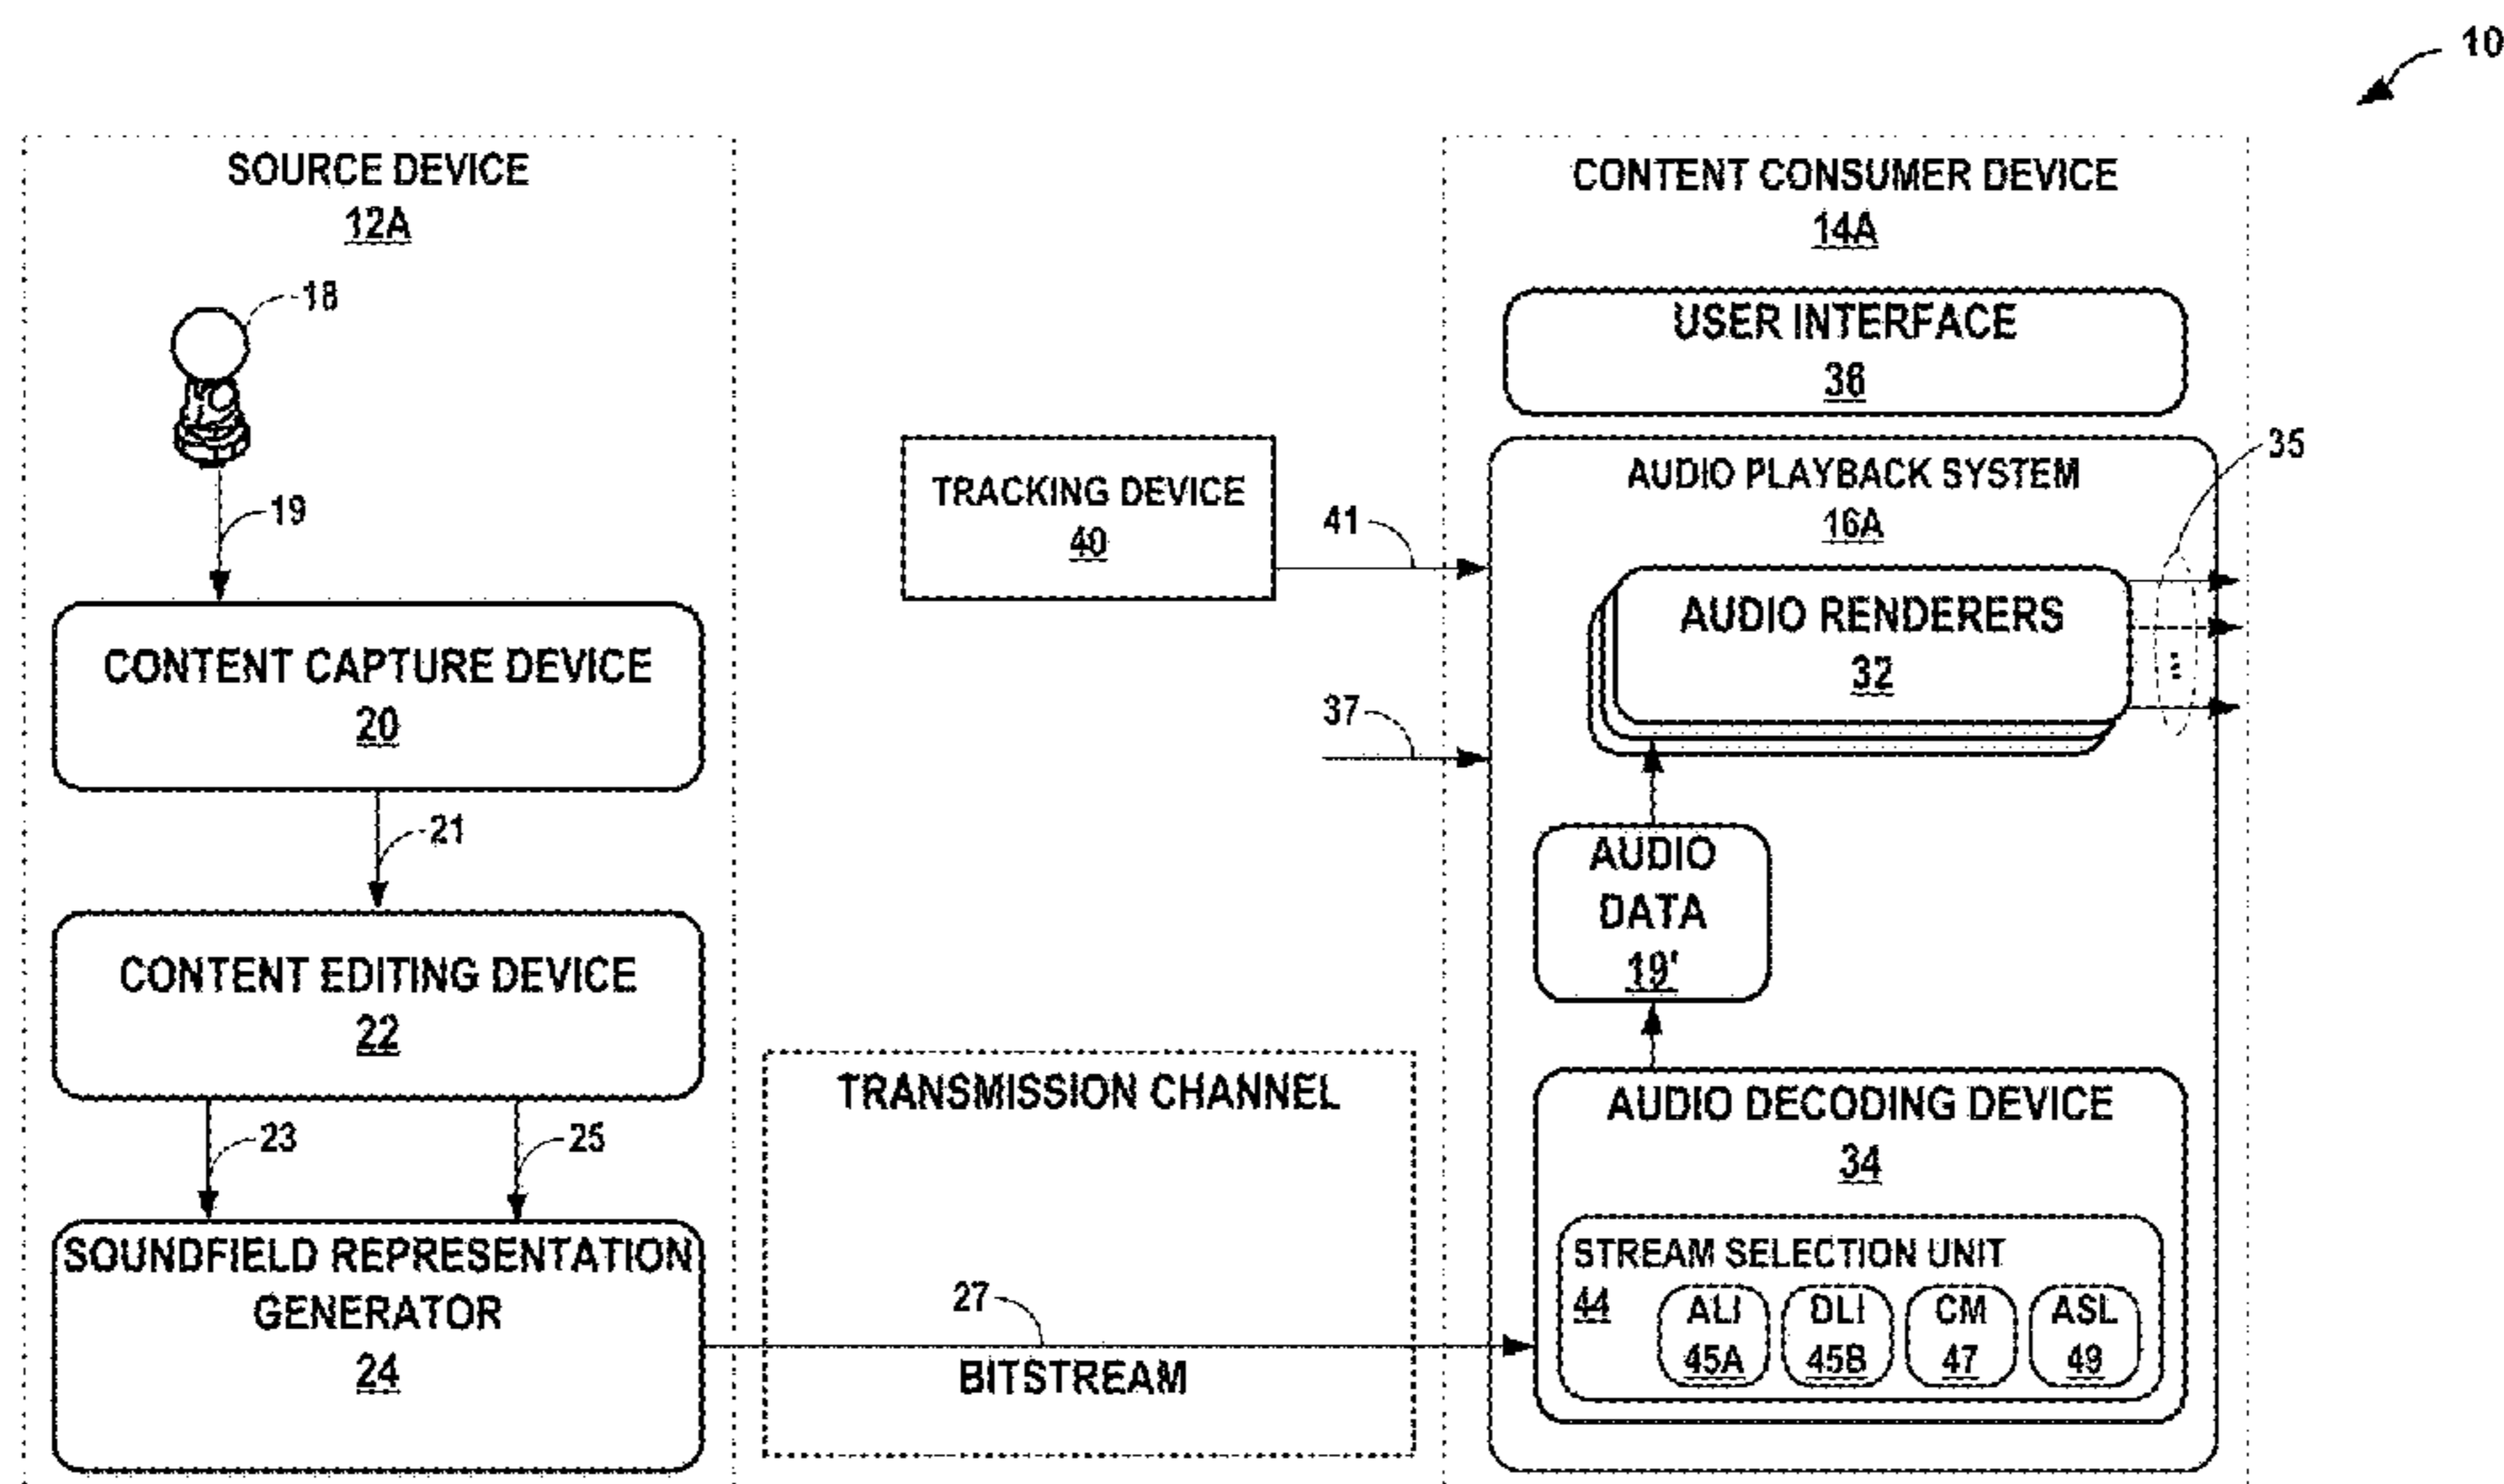 10
SOURCE DEVICE
12A
18
19
CONTENT CAPTURE DEVICE
20
21
CONTENT EDITING DEVICE
22
23
25
SOUNDFIELD REPRESENTATION
GENERATOR
24
TRACKING DEVICE
40
41
37
TRANSMISSION CHANNEL
27
BITSTREAM
CONTENT CONSUMER DEVICE
14A
USER INTERFACE
36
AUDIO PLAYBACK SYSTEM
16A
35
AUDIO RENDERERS
32
AUDIO
DATA
19'
AUDIO DECODING DEVICE
34
STREAM SELECTION UNIT
44
ALI
45A
DLI
45B
CM
47
ASL
49